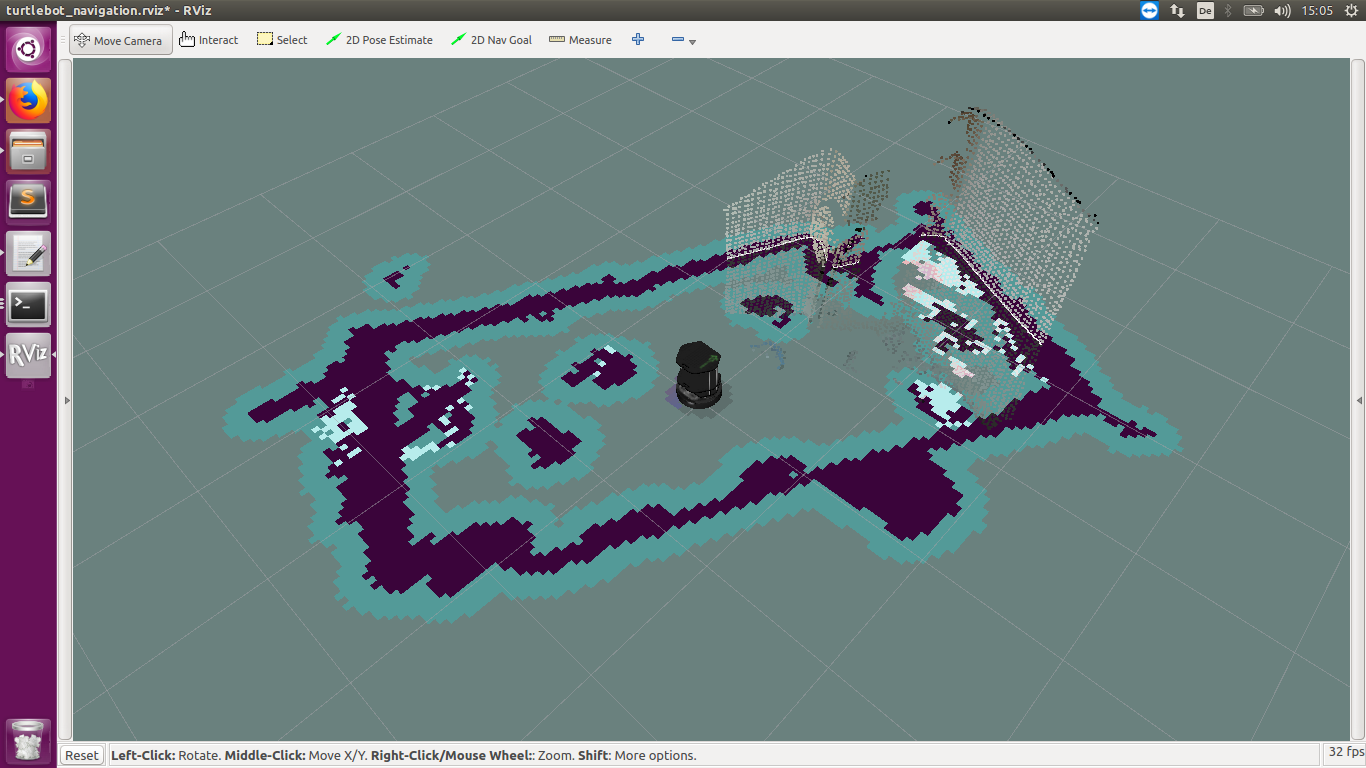 turtlebot_navigation.rviz* - RViz
De
15:05
Move Camera
Interact
Select
2D Pose Estimate
2D Nav Goal
Measure
S
>_
RViz
Reset
Left-Click: Rotate. Middle-Click: Move X/Y. Right-Click/Mouse Wheel:: Zoom. Shift: More options.
32 fps